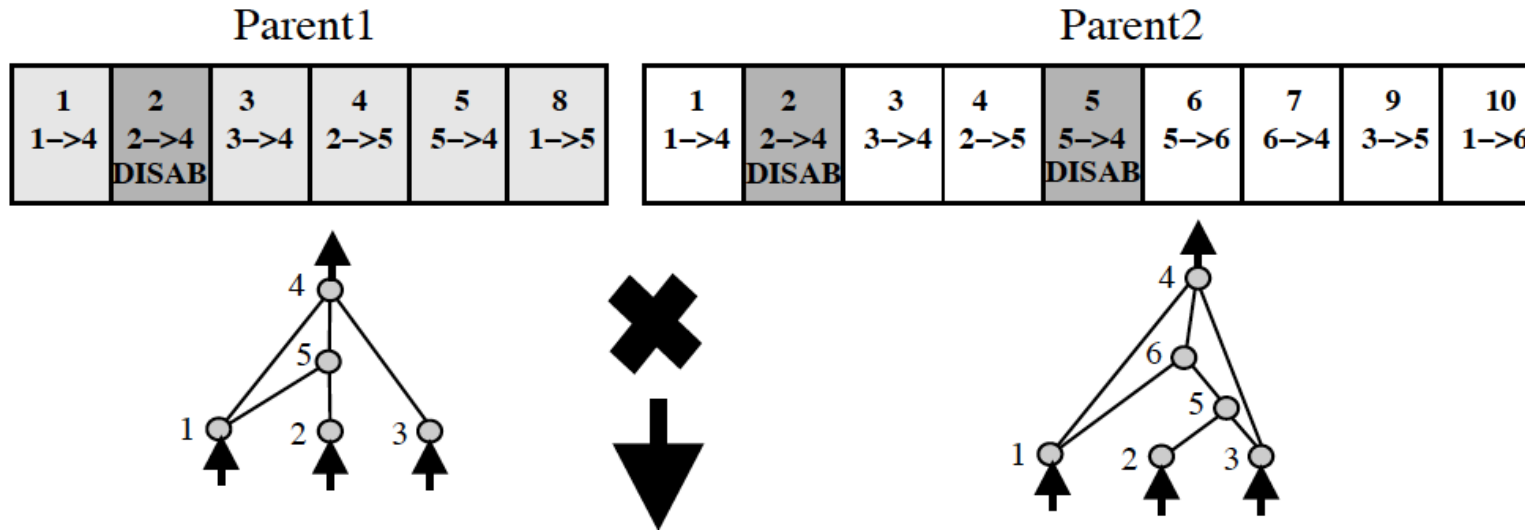 Parent1 Parent2
1 2 3 4 5 8 1 2 3 4 5 6 7 9 10
1–>4 2–>4 3–>4 2–>5 5–>4 1–>5 1–>4 2–>4 3–>4 2–>5 5–>4 5–>6 6–>4 3–>5 1–>6
DISAB DISAB DISAB
4 4
5 6
5
1 2 3 1 2 3